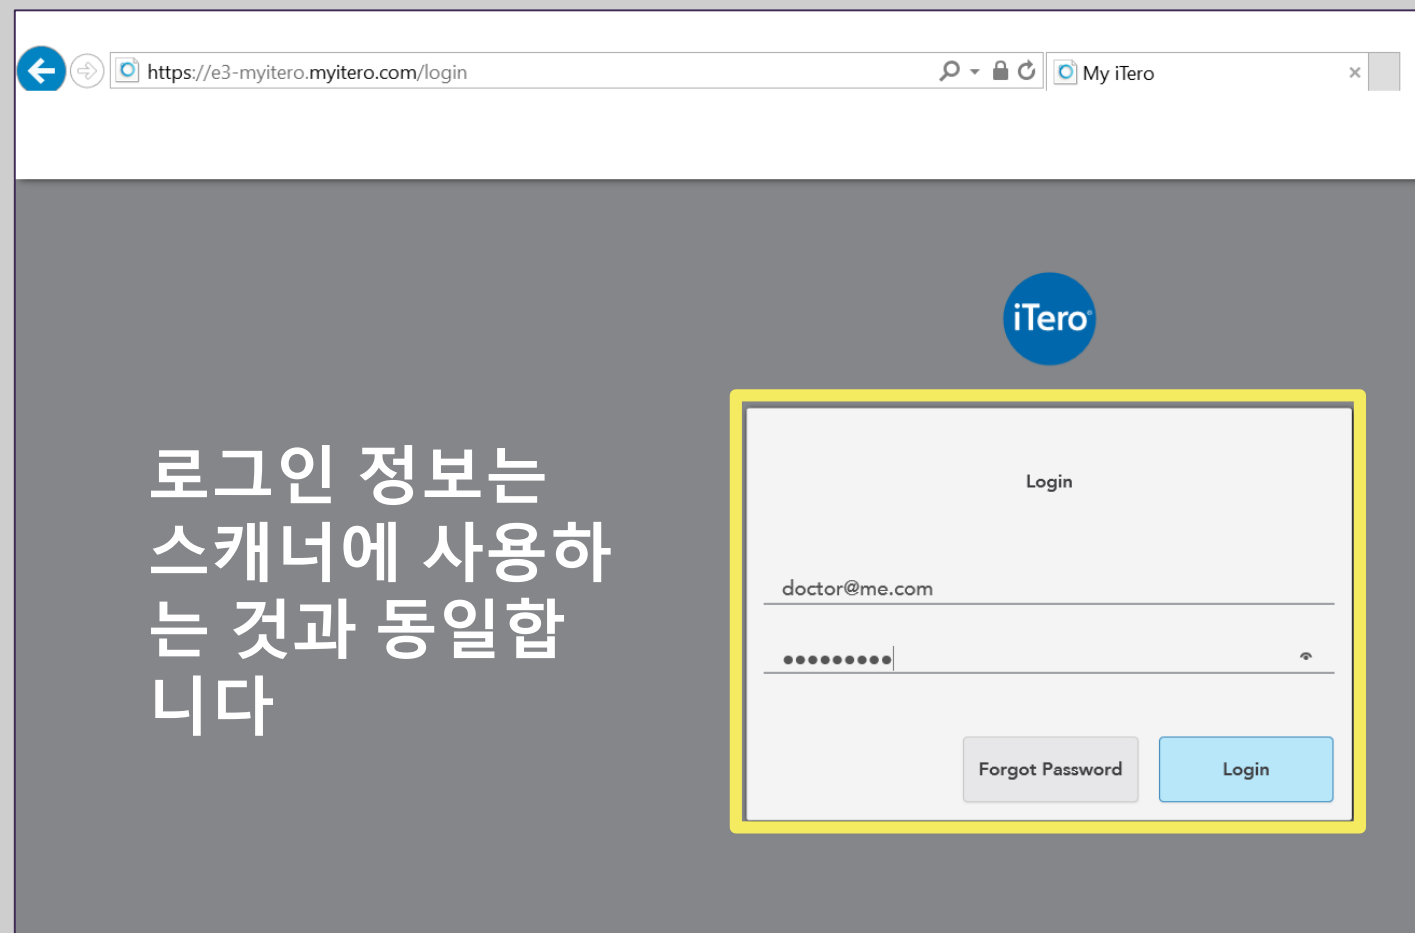 https://e3-myitero.myitero.com/login
My iTero
iTero
로그인 정보는
스캐너에 사용하
는 것과 동일합
니다
Login
doctor@me.com
●●●●●●●●●
Forgot Password
Login